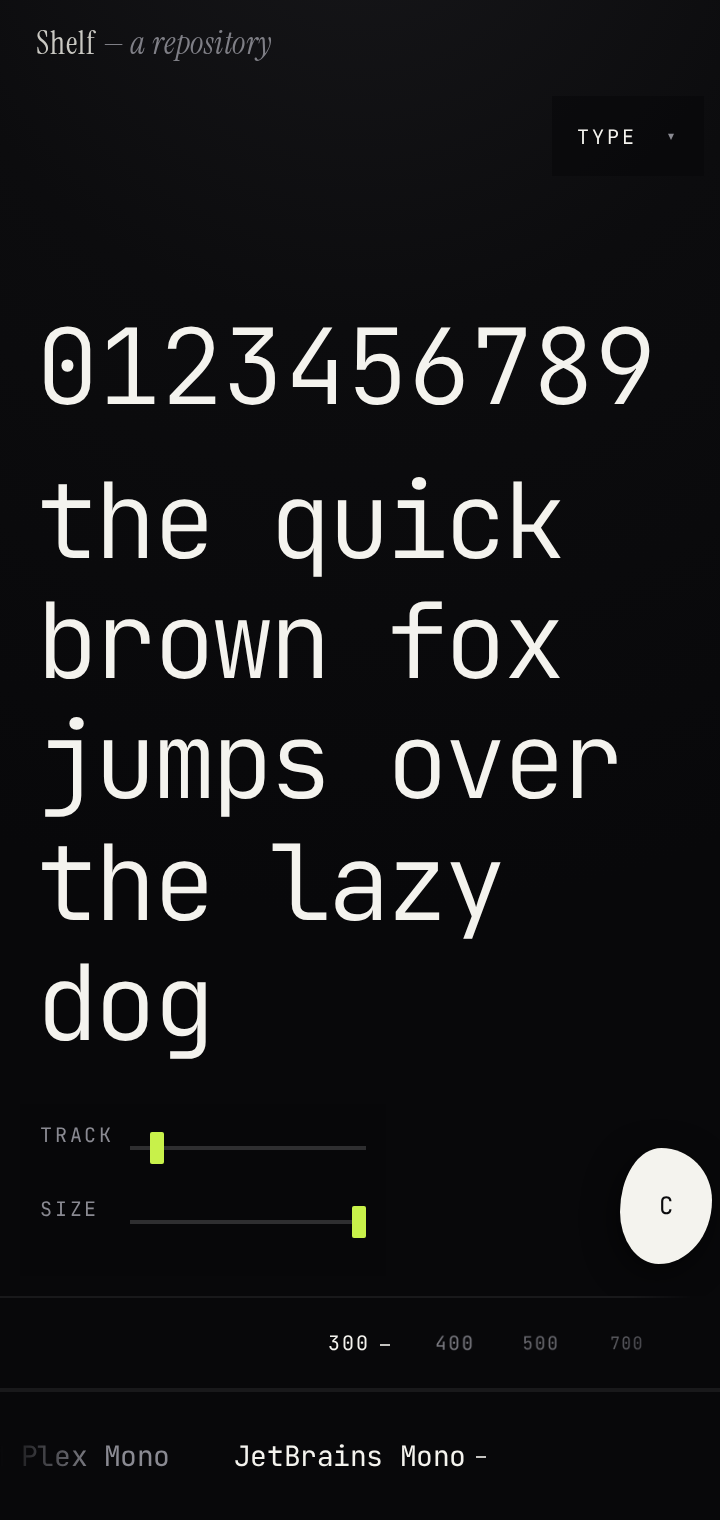 Shelf — a repository
TYPE ▾
0123456789
the quick
brown fox
jumps over
the lazy
dog
TRACK
SIZE
C
300 – 400 500 700
Plex Mono JetBrains Mono –